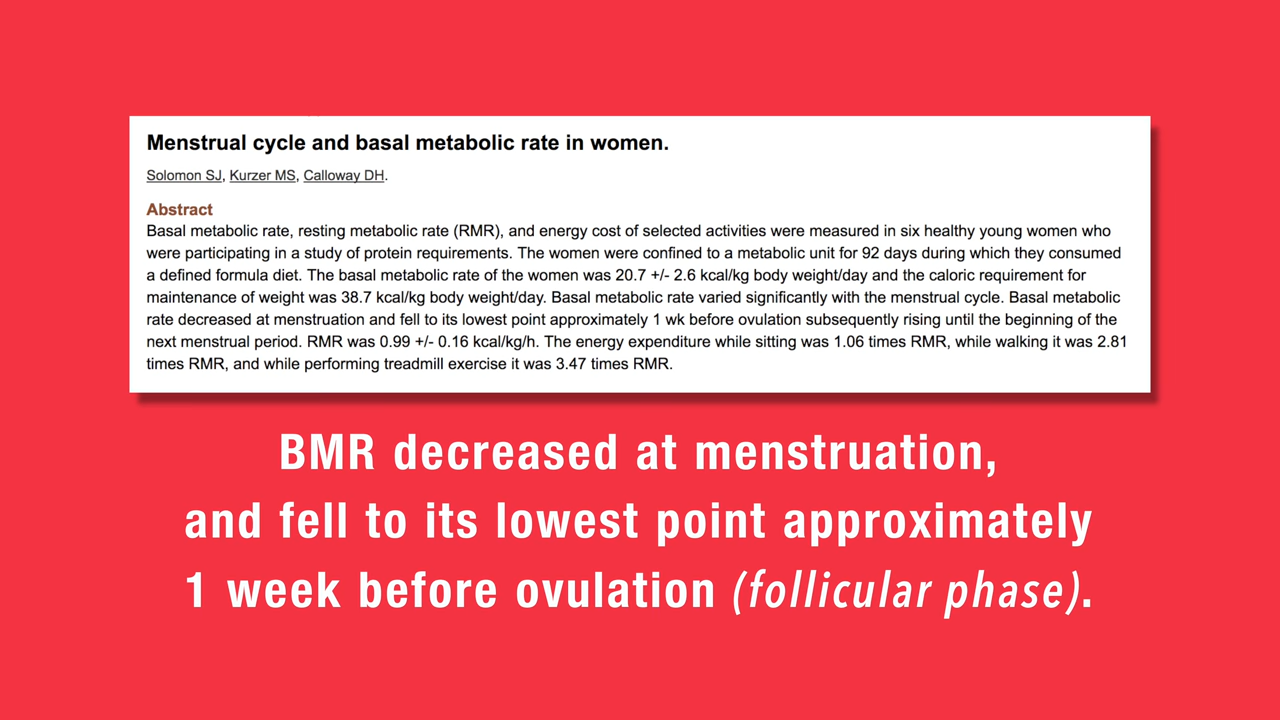 Menstrual cycle and basal metabolic rate in women.
Solomon SJ, Kurzer MS, Calloway DH.
Abstract
Basal metabolic rate, resting metabolic rate (RMR), and energy cost of selected activities were measured in six healthy young women who
were participating in a study of protein requirements. The women were confined to a metabolic unit for 92 days during which they consumed
a defined formula diet. The basal metabolic rate of the women was 20.7 +/- 2.6 kcal/kg body weight/day and the caloric requirement for
maintenance of weight was 38.7 kcal/kg body weight/day. Basal metabolic rate varied significantly with the menstrual cycle. Basal metabolic
rate decreased at menstruation and fell to its lowest point approximately 1 wk before ovulation subsequently rising until the beginning of the
next menstrual period. RMR was 0.99 +/- 0.16 kcal/kg/h. The energy expenditure while sitting was 1.06 times RMR, while walking it was 2.81
times RMR, and while performing treadmill exercise it was 3.47 times RMR.
BMR decreased at menstruation,
and fell to its lowest point approximately
1 week before ovulation (follicular phase).